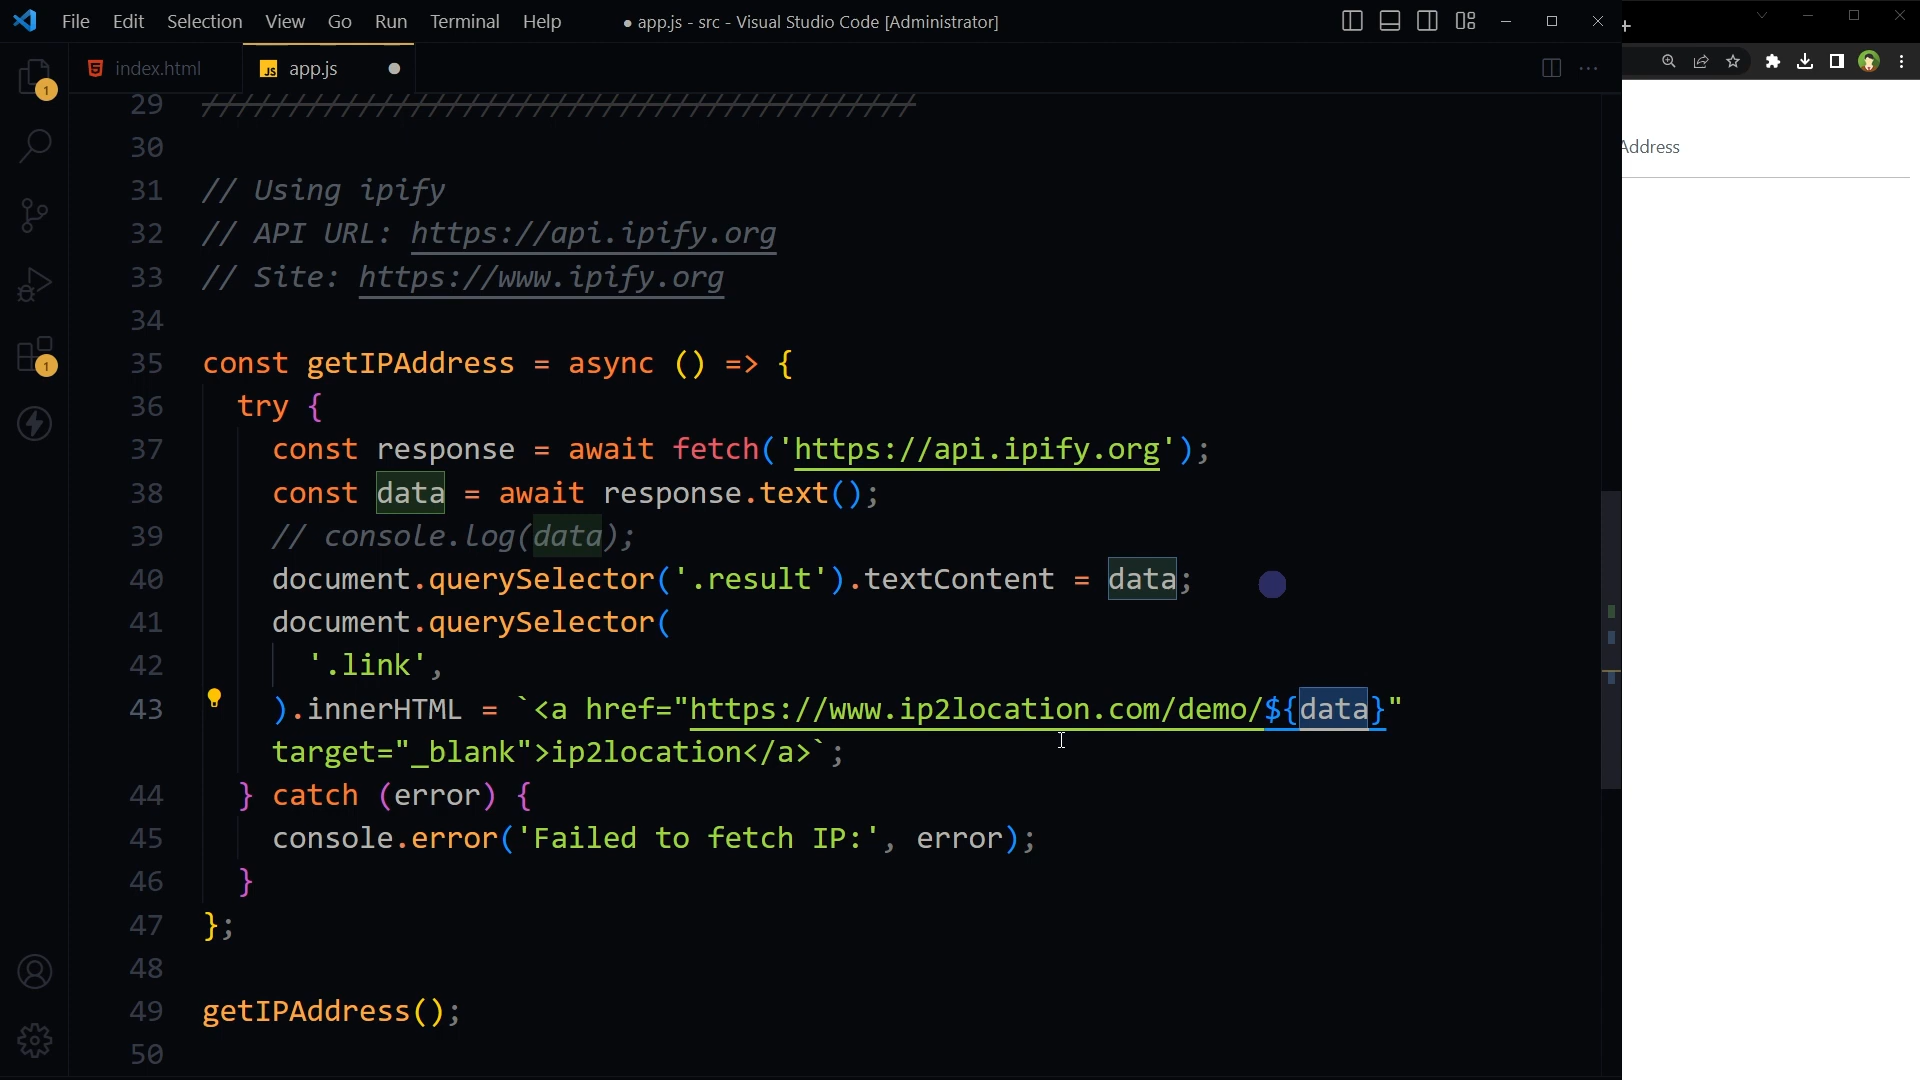 File Edit Selection View Go Run Terminal Help ● app.js - src - Visual Studio Code [Administrator]
index.html JS app.js
1
1
29 /////////////////////////////////////////
30
31 // Using ipify
32 // API URL: https://api.ipify.org
33 // Site: https://www.ipify.org
34
35 const getIPAddress = async () => {
36 try {
37 const response = await fetch('https://api.ipify.org');
38 const data = await response.text();
39 // console.log(data);
40 document.querySelector('.result').textContent = data;
41 document.querySelector(
42 '.link',
43 ).innerHTML = `<a href="https://www.ip2location.com/demo/${data}"
target="_blank">ip2location</a>`;
44 } catch (error) {
45 console.error('Failed to fetch IP:', error);
46 }
47 };
48
49 getIPAddress();
50
Address